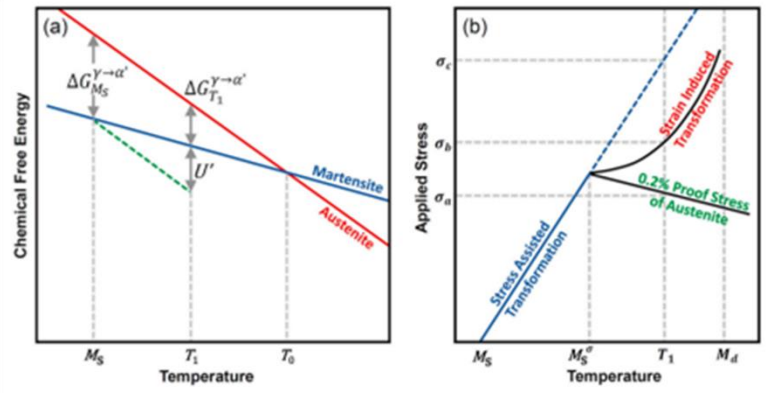 (a)
Chemical Free Energy
ΔG_{M_S}^{γ→α'}
ΔG_{T_1}^{γ→α'}
U'
Martensite
Austenite
M_S
T_1
T_0
Temperature
(b)
Applied Stress
σ_c
σ_b
σ_a
Strain Induced
Transformation
0.2% Proof Stress
of Austenite
Stress Assisted
Transformation
M_S
M_S^σ
T_1
M_d
Temperature